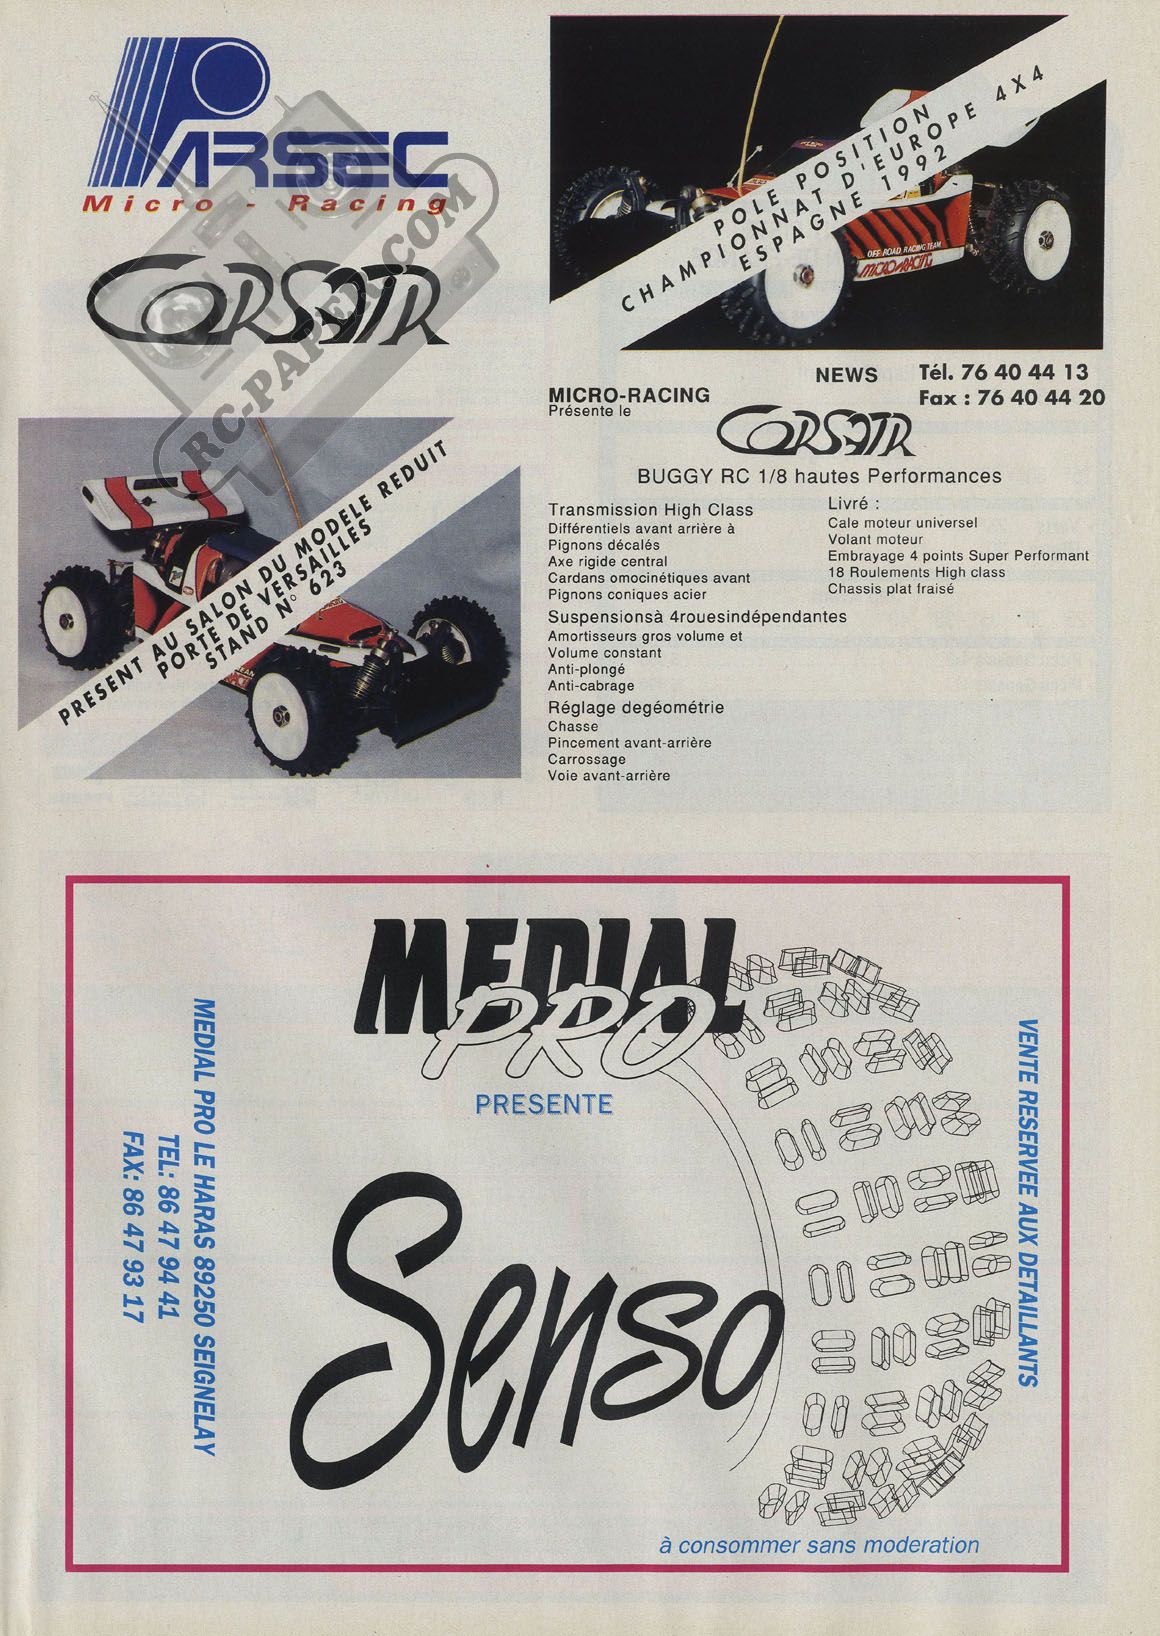 PARSEC
Micro - Racing
CORSAIR
RC-PAPER.COM
PRESENT AU SALON DU MODELE REDUIT
PORTE DE VERSAILLES
STAND N° 623
POLE POSITION
CHAMPIONNAT D'EUROPE 4X4
ESPAGNE 1992
OFF ROAD RACING TEAM
MICRO RACING
NEWS
Tél. 76 40 44 13
Fax : 76 40 44 20
MICRO-RACING
Présente le
CORSAIR
BUGGY RC 1/8 hautes Performances
Transmission High Class
Différentiels avant arrière à
Pignons décalés
Axe rigide central
Cardans omocinétiques avant
Pignons coniques acier
Suspensionsà 4rouesindépendantes
Amortisseurs gros volume et
Volume constant
Anti-plongé
Anti-cabrage
Réglage degéométrie
Chasse
Pincement avant-arrière
Carrossage
Voie avant-arrière
Livré :
Cale moteur universel
Volant moteur
Embrayage 4 points Super Performant
18 Roulements High class
Chassis plat fraisé
MEDIAL
PRO
PRESENTE
Senso
MEDIAL PRO LE HARAS 89250 SEIGNELAY
TEL: 86 47 94 41
FAX: 86 47 93 17
VENTE RESERVEE AUX DETAILLANTS
à consommer sans moderation